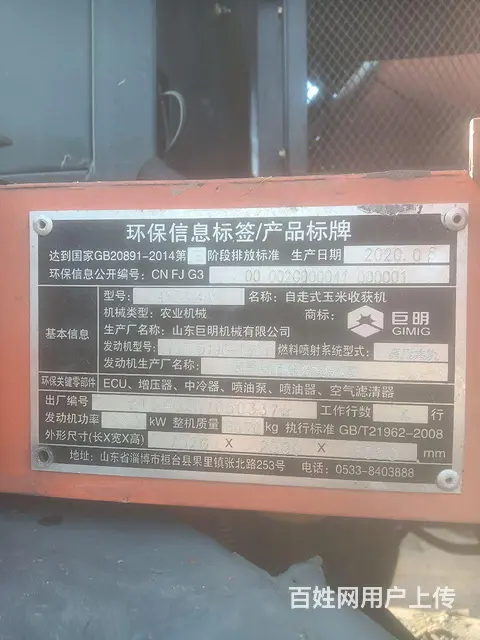 环保信息标签/产品标牌
达到国家GB20891-2014第 阶段排放标准 生产日期 2020.06
环保信息公开编号: CN FJ G3 00 0020000041 000001
型号: 名称: 自走式玉米收获机
机械类型: 农业机械 商标: 巨明 GIMIG
基本信息 生产厂名称: 山东巨明机械有限公司
发动机型号: 燃料喷射系统型式:
发动机生产厂名称:
环保关键零部件 ECU、增压器、中冷器、喷油泵、喷油器、空气滤清器
出厂编号 工作行数 行
发动机功率 kW 整机质量 kg 执行标准 GB/T21962-2008
外形尺寸(长X宽X高) X X mm
地址: 山东省淄博市桓台县果里镇张北路253号 电话: 0533-8403888
百姓网用户上传